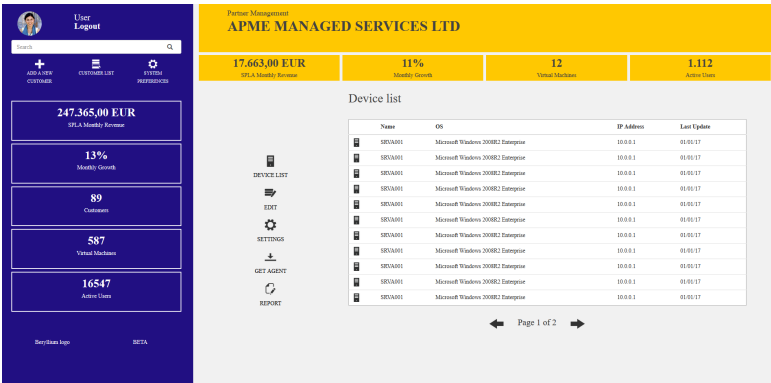 User
Logout
Search
ADD A NEW CUSTOMER
CUSTOMER LIST
SYSTEM PREFERENCES
247.365,00 EUR
SPLA Monthly Revenue
13%
Monthly Growth
89
Customers
587
Virtual Machines
16547
Active Users
Beryllium logo
BETA
Partner Management
APME MANAGED SERVICES LTD
17.663,00 EUR
SPLA Monthly Revenue
11%
Monthly Growth
12
Virtual Machines
1.112
Active Users
DEVICE LIST
EDIT
SETTINGS
GET AGENT
REPORT
Device list
Name OS IP Address Last Update
SRVA001 Microsoft Windows 2008R2 Enterprise 10.0.0.1 01/01/17
SRVA001 Microsoft Windows 2008R2 Enterprise 10.0.0.1 01/01/17
SRVA001 Microsoft Windows 2008R2 Enterprise 10.0.0.1 01/01/17
SRVA001 Microsoft Windows 2008R2 Enterprise 10.0.0.1 01/01/17
SRVA001 Microsoft Windows 2008R2 Enterprise 10.0.0.1 01/01/17
SRVA001 Microsoft Windows 2008R2 Enterprise 10.0.0.1 01/01/17
SRVA001 Microsoft Windows 2008R2 Enterprise 10.0.0.1 01/01/17
SRVA001 Microsoft Windows 2008R2 Enterprise 10.0.0.1 01/01/17
SRVA001 Microsoft Windows 2008R2 Enterprise 10.0.0.1 01/01/17
SRVA001 Microsoft Windows 2008R2 Enterprise 10.0.0.1 01/01/17
SRVA001 Microsoft Windows 2008R2 Enterprise 10.0.0.1 01/01/17
Page 1 of 2